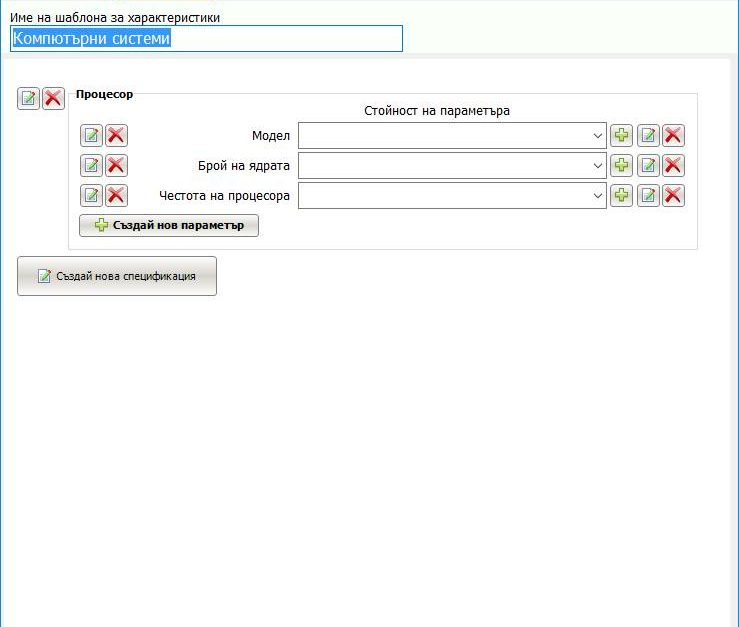 Име на шаблона за характеристики
Компютърни системи
Процесор
Стойност на параметъра
Модел
Брой на ядрата
Честота на процесора
Създай нов параметър
Създай нова спецификация